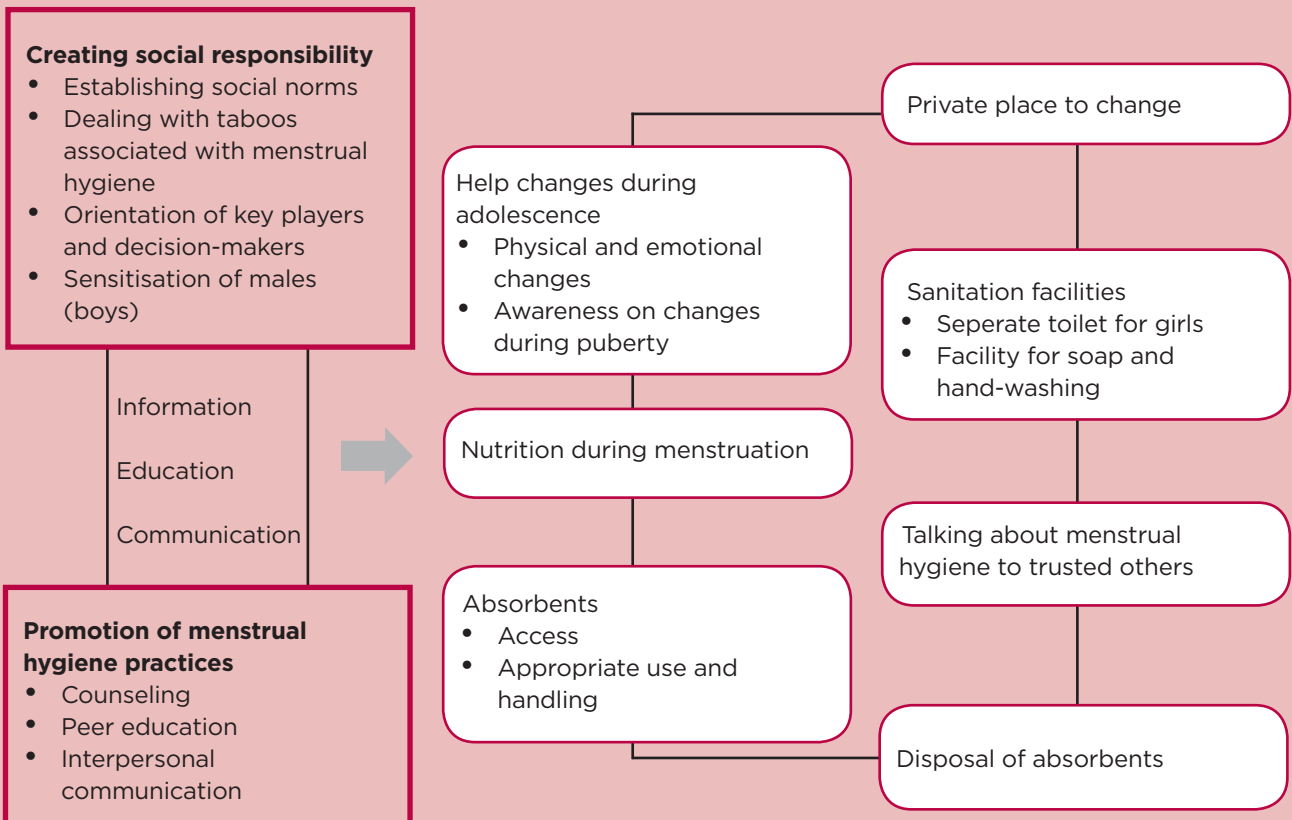 Creating social responsibility
• Establishing social norms
• Dealing with taboos
associated with menstrual
hygiene
• Orientation of key players
and decision-makers
• Sensitisation of males
(boys)
Information
Education
Communication
Promotion of menstrual
hygiene practices
• Counseling
• Peer education
• Interpersonal
communication
Help changes during
adolescence
• Physical and emotional
changes
• Awareness on changes
during puberty
Nutrition during menstruation
Absorbents
• Access
• Appropriate use and
handling
Private place to change
Sanitation facilities
• Seperate toilet for girls
• Facility for soap and
hand-washing
Talking about menstrual
hygiene to trusted others
Disposal of absorbents